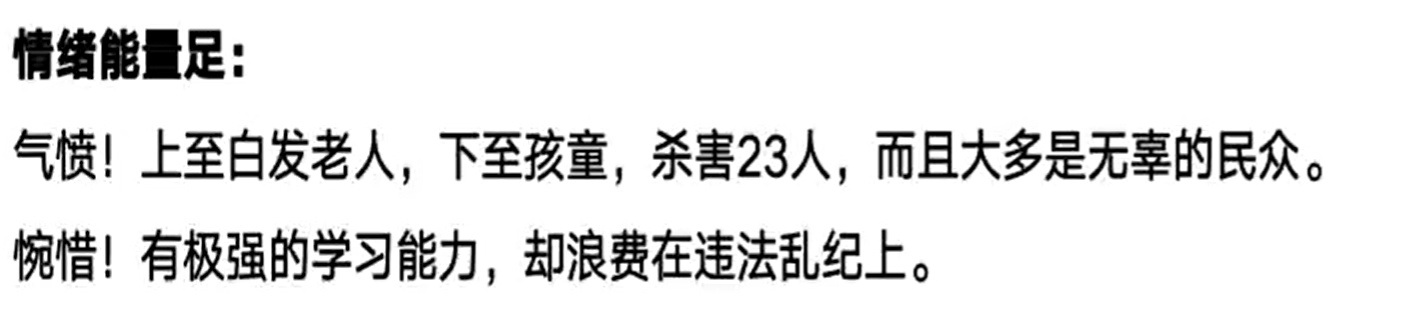 情绪能量足：
气愤！上至白发老人，下至孩童，杀害23人，而且大多是无辜的民众。
惋惜！有极强的学习能力，却浪费在违法乱纪上。